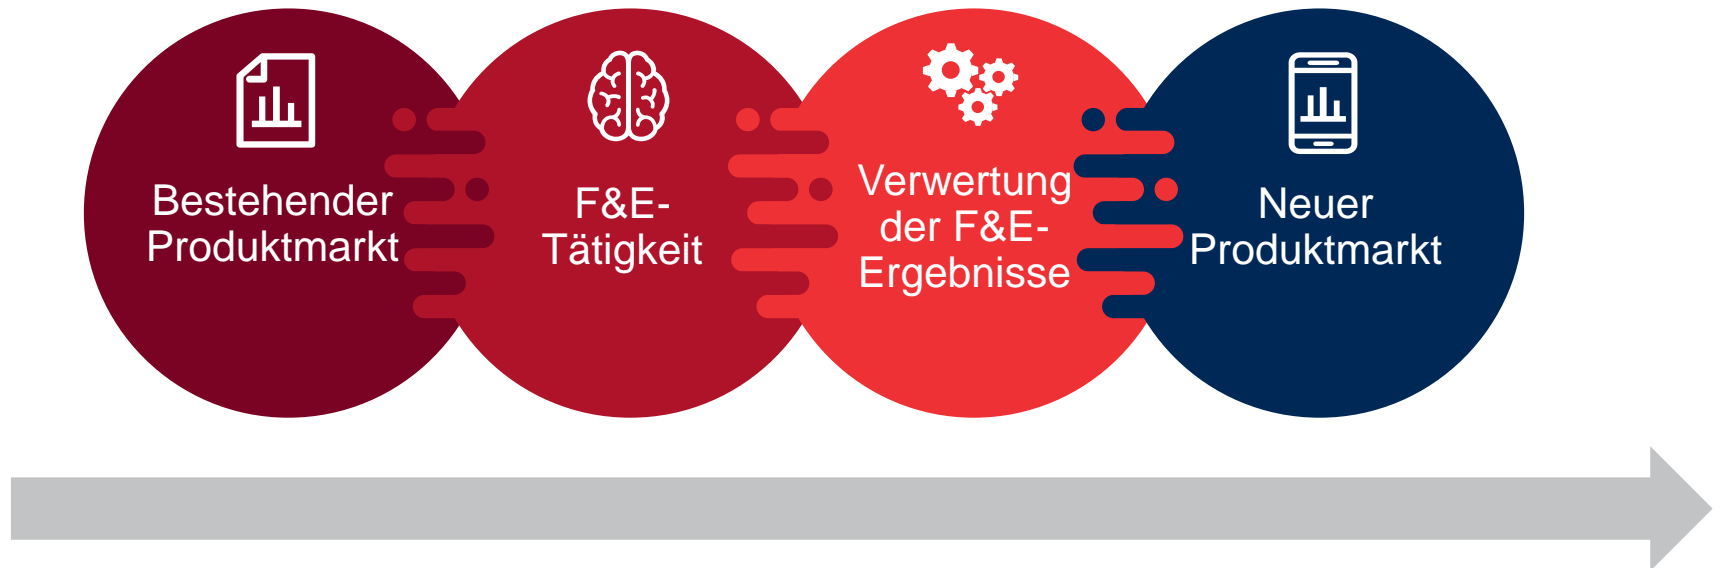 Bestehender
Produktmarkt
F&E-
Tätigkeit
Verwertung
der F&E-
Ergebnisse
Neuer
Produktmarkt